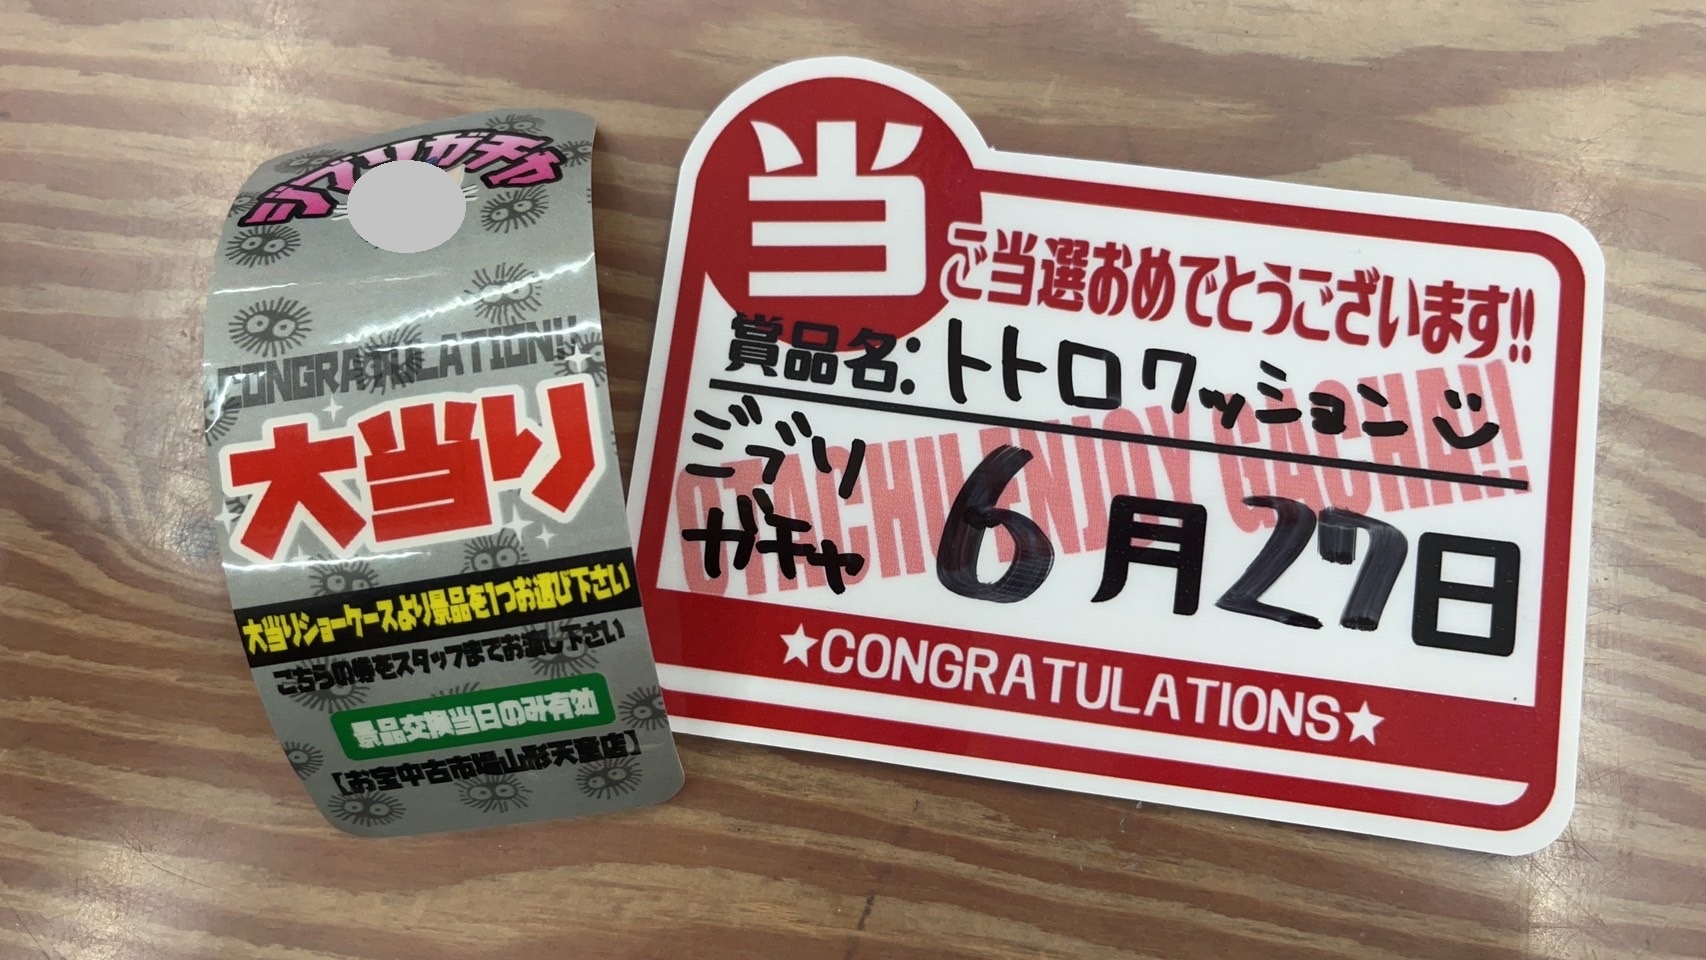 ジブリガチャ
CONGRATULATION!!
大当り
大当りショーケースより景品を1つお選び下さい
こちらの券をスタッフまでお渡し下さい
景品交換当日のみ有効
【お宝中古市場山形天童店】
当
ご当選おめでとうございます!!
賞品名:トトロクッション
ジブリ
ガチャ
OTACHU ENJOY GACHA!!
6月27日
★CONGRATULATIONS★